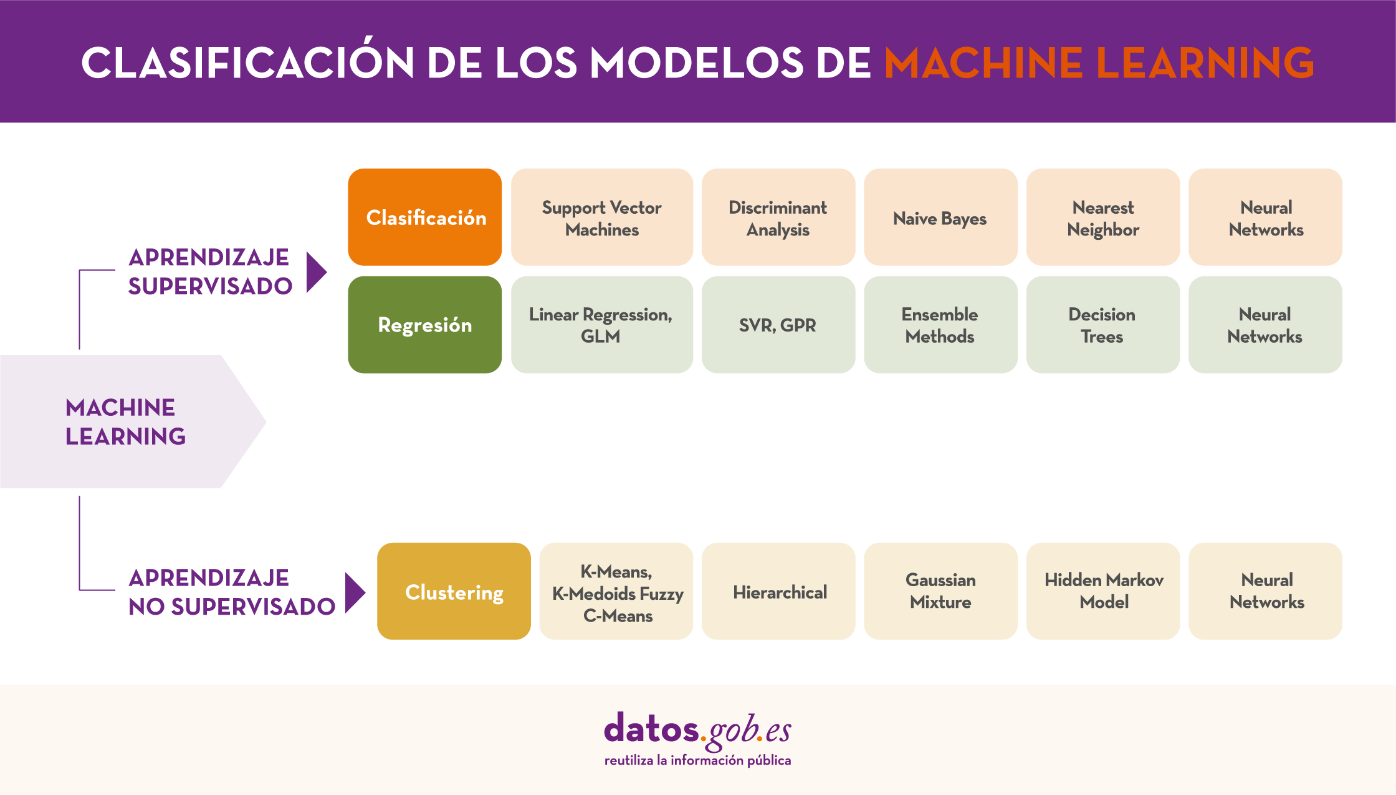 CLASIFICACIÓN DE LOS MODELOS DE MACHINE LEARNING
APRENDIZAJE
SUPERVISADO
Clasificación
Support Vector
Machines
Discriminant
Analysis
Naive Bayes
Nearest
Neighbor
Neural
Networks
Regresión
Linear Regression,
GLM
SVR, GPR
Ensemble
Methods
Decision
Trees
Neural
Networks
MACHINE
LEARNING
APRENDIZAJE
NO SUPERVISADO
Clustering
K-Means,
K-Medoids Fuzzy
C-Means
Hierarchical
Gaussian
Mixture
Hidden Markov
Model
Neural
Networks
datos.gob.es
reutiliza la información pública